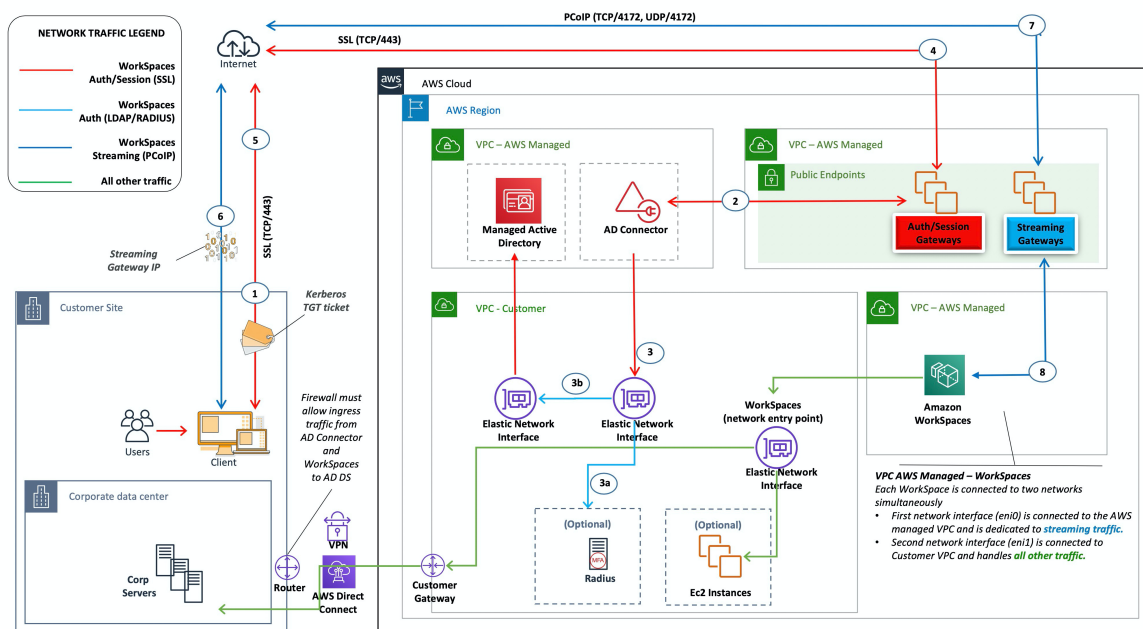 NETWORK TRAFFIC LEGEND
WorkSpaces
Auth/Session (SSL)
WorkSpaces
Auth (LDAP/RADIUS)
WorkSpaces
Streaming (PCoIP)
All other traffic
Internet
PCoIP (TCP/4172, UDP/4172)
7
SSL (TCP/443)
4
aws
AWS Cloud
AWS Region
5
6
SSL (TCP/443)
Streaming
Gateway IP
1
Kerberos
TGT ticket
VPC – AWS Managed
Managed Active
Directory
AD Connector
2
VPC – AWS Managed
Public Endpoints
Auth/Session
Gateways
Streaming
Gateways
Customer Site
Users
Client
Firewall must
allow ingress
traffic from
AD Connector
and
WorkSpaces
to AD DS
Corporate data center
Corp
Servers
VPN
Router
AWS Direct
Connect
Customer
Gateway
VPC - Customer
3
3b
Elastic Network
Interface
Elastic Network
Interface
3a
WorkSpaces
(network entry point)
Elastic Network
Interface
(Optional)
MFA
Radius
(Optional)
Ec2 Instances
VPC – AWS Managed
8
Amazon
WorkSpaces
VPC AWS Managed – WorkSpaces
Each WorkSpace is connected to two networks
simultaneously
• First network interface (eni0) is connected to the AWS
managed VPC and is dedicated to streaming traffic.
• Second network interface (eni1) is connected to
Customer VPC and handles all other traffic.